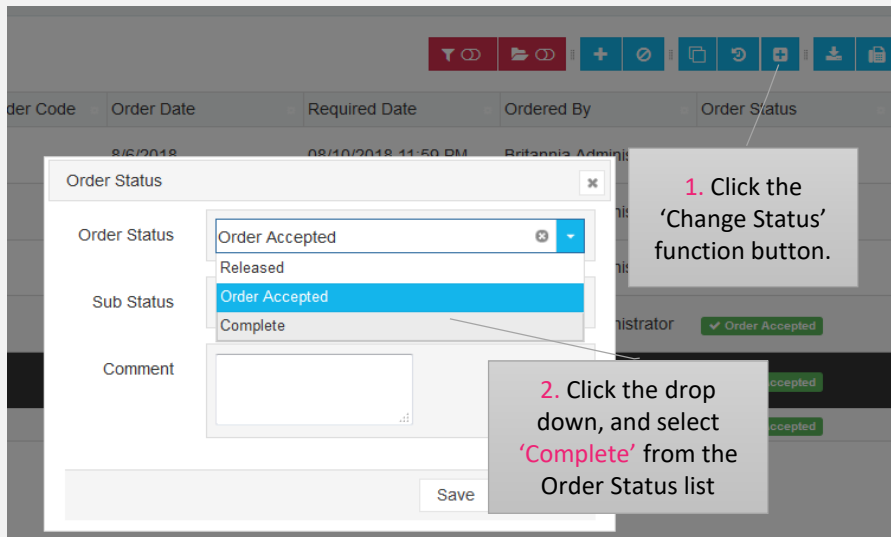 der Code Order Date Required Date Ordered By Order Status
8/6/2018 08/10/2018 11:59 PM Britannia Adminis
Order Status
1. Click the
‘Change Status’
function button.
Order Status
Order Accepted
Released
Order Accepted
Complete
Sub Status
nistrator
Order Accepted
Comment
ccepted
ccepted
2. Click the drop
down, and select
‘Complete’ from the
Order Status list
Save